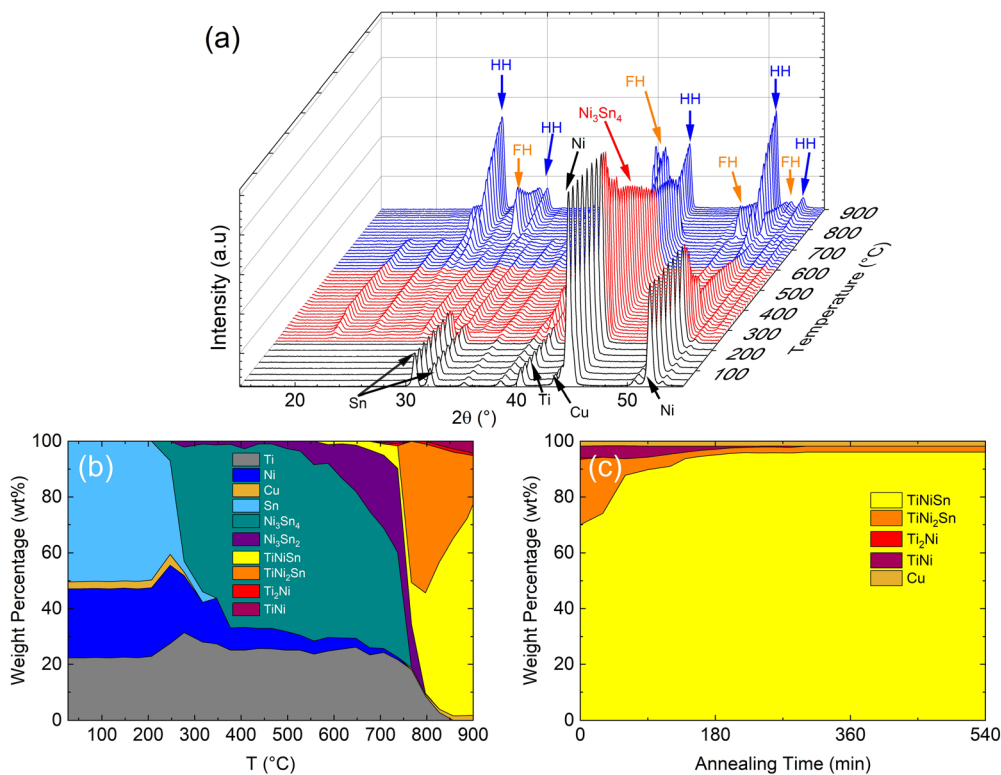 (a)
HH
HH
FH
HH
Ni₃Sn₄
HH
Ni
FH
FH
FH
HH
Intensity (a.u)
900
800
700
600
500
400
300
200
100
Temperature (°C)
Sn
Ti
Cu
Ni
20
30
40
50
2θ (°)
(b)
Weight Percentage (wt%)
100
80
60
40
20
0
Ti
Ni
Cu
Sn
Ni₃Sn₄
Ni₃Sn₂
TiNiSn
TiNi₂Sn
Ti₂Ni
TiNi
100 200 300 400 500 600 700 800 900
T (°C)
(c)
Weight Percentage (wt%)
100
80
60
40
20
0
TiNiSn
TiNi₂Sn
Ti₂Ni
TiNi
Cu
0 180 360 540
Annealing Time (min)